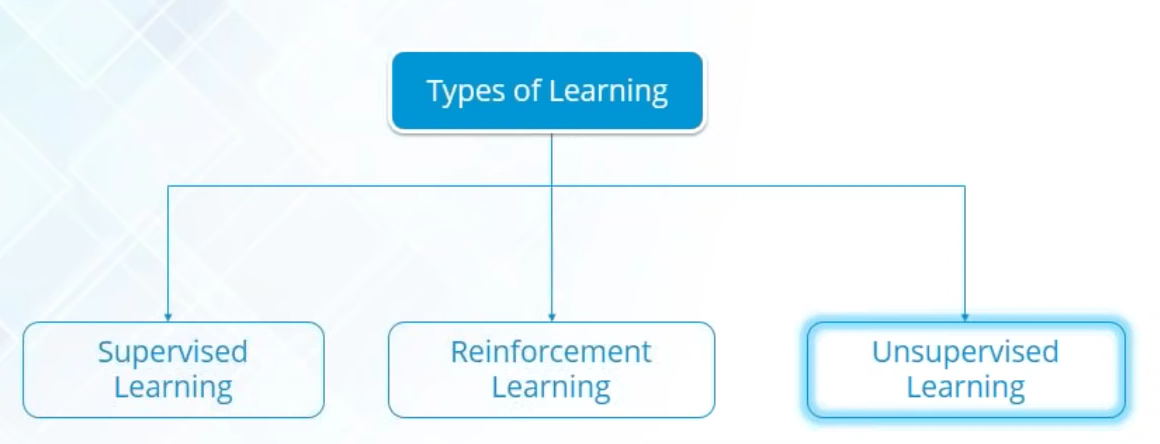 Types of Learning
Supervised
Learning
Reinforcement
Learning
Unsupervised
Learning